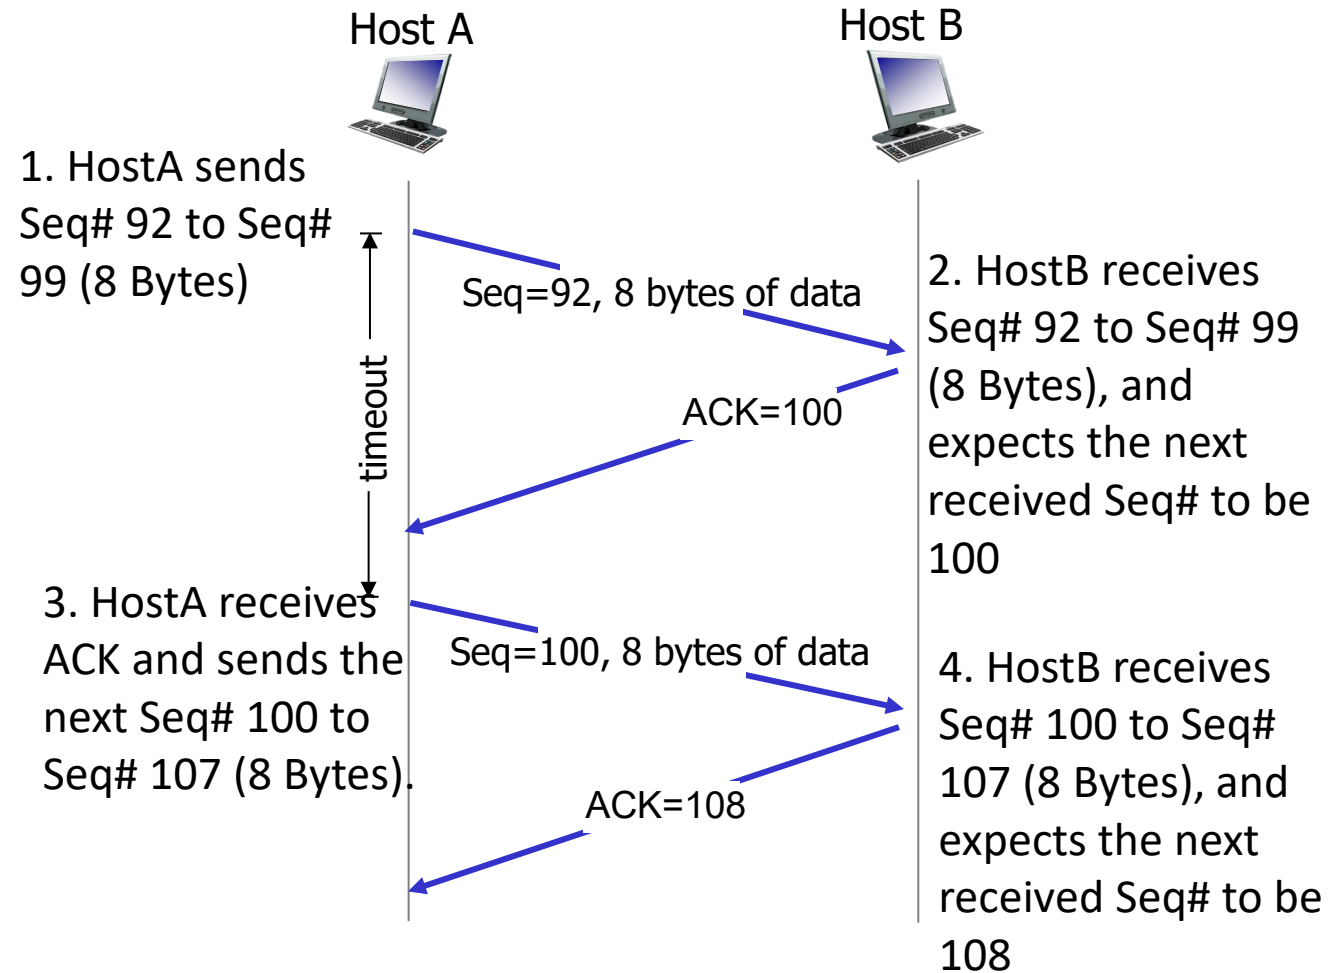 Host A
Host B
1. HostA sends
Seq# 92 to Seq#
99 (8 Bytes)
timeout
Seq=92, 8 bytes of data
ACK=100
2. HostB receives
Seq# 92 to Seq# 99
(8 Bytes), and
expects the next
received Seq# to be
100
3. HostA receives
ACK and sends the
next Seq# 100 to
Seq# 107 (8 Bytes).
Seq=100, 8 bytes of data
ACK=108
4. HostB receives
Seq# 100 to Seq#
107 (8 Bytes), and
expects the next
received Seq# to be
108